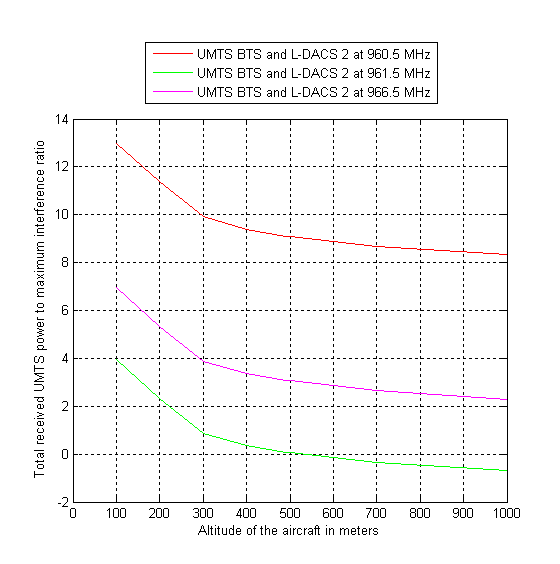 UMTS BTS and L-DACS 2 at 960.5 MHz
UMTS BTS and L-DACS 2 at 961.5 MHz
UMTS BTS and L-DACS 2 at 966.5 MHz
Total received UMTS power to maximum interference ratio
14
12
10
8
6
4
2
0
-2
0 100 200 300 400 500 600 700 800 900 1000
Altitude of the aircraft in meters